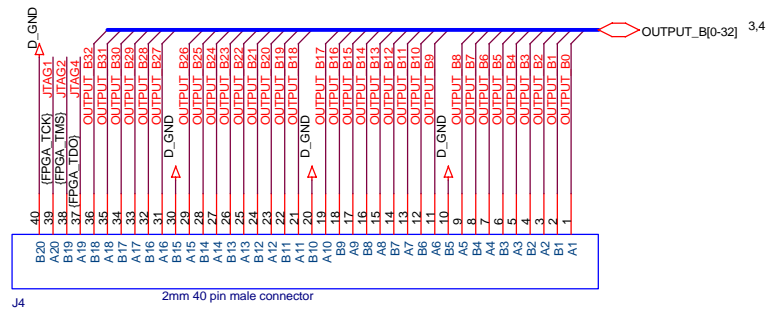 OUTPUT_B[0-32]
3,4
D_GND
JTAG1
JTAG2
JTAG4
OUTPUT_B32
OUTPUT_B31
OUTPUT_B30
OUTPUT_B29
OUTPUT_B28
OUTPUT_B27
D_GND
OUTPUT_B26
OUTPUT_B25
OUTPUT_B24
OUTPUT_B23
OUTPUT_B22
OUTPUT_B21
OUTPUT_B20
OUTPUT_B19
OUTPUT_B18
D_GND
OUTPUT_B17
OUTPUT_B16
OUTPUT_B15
OUTPUT_B14
OUTPUT_B13
OUTPUT_B12
OUTPUT_B11
OUTPUT_B10
OUTPUT_B9
D_GND
OUTPUT_B8
OUTPUT_B7
OUTPUT_B6
OUTPUT_B5
OUTPUT_B4
OUTPUT_B3
OUTPUT_B2
OUTPUT_B1
OUTPUT_B0
{FPGA_TCK}
{FPGA_TMS}
{FPGA_TDO}
40 39 38 37 36 35 34 33 32 31 30 29 28 27 26 25 24 23 22 21 20 19 18 17 16 15 14 13 12 11 10 9 8 7 6 5 4 3 2 1
B20 A20 B19 A19 B18 A18 B17 A17 B16 A16 B15 A15 B14 A14 B13 A13 B12 A12 B11 A11 B10 A10 B9 A9 B8 A8 B7 A7 B6 A6 B5 A5 B4 A4 B3 A3 B2 A2 B1 A1
J4
2mm 40 pin male connector